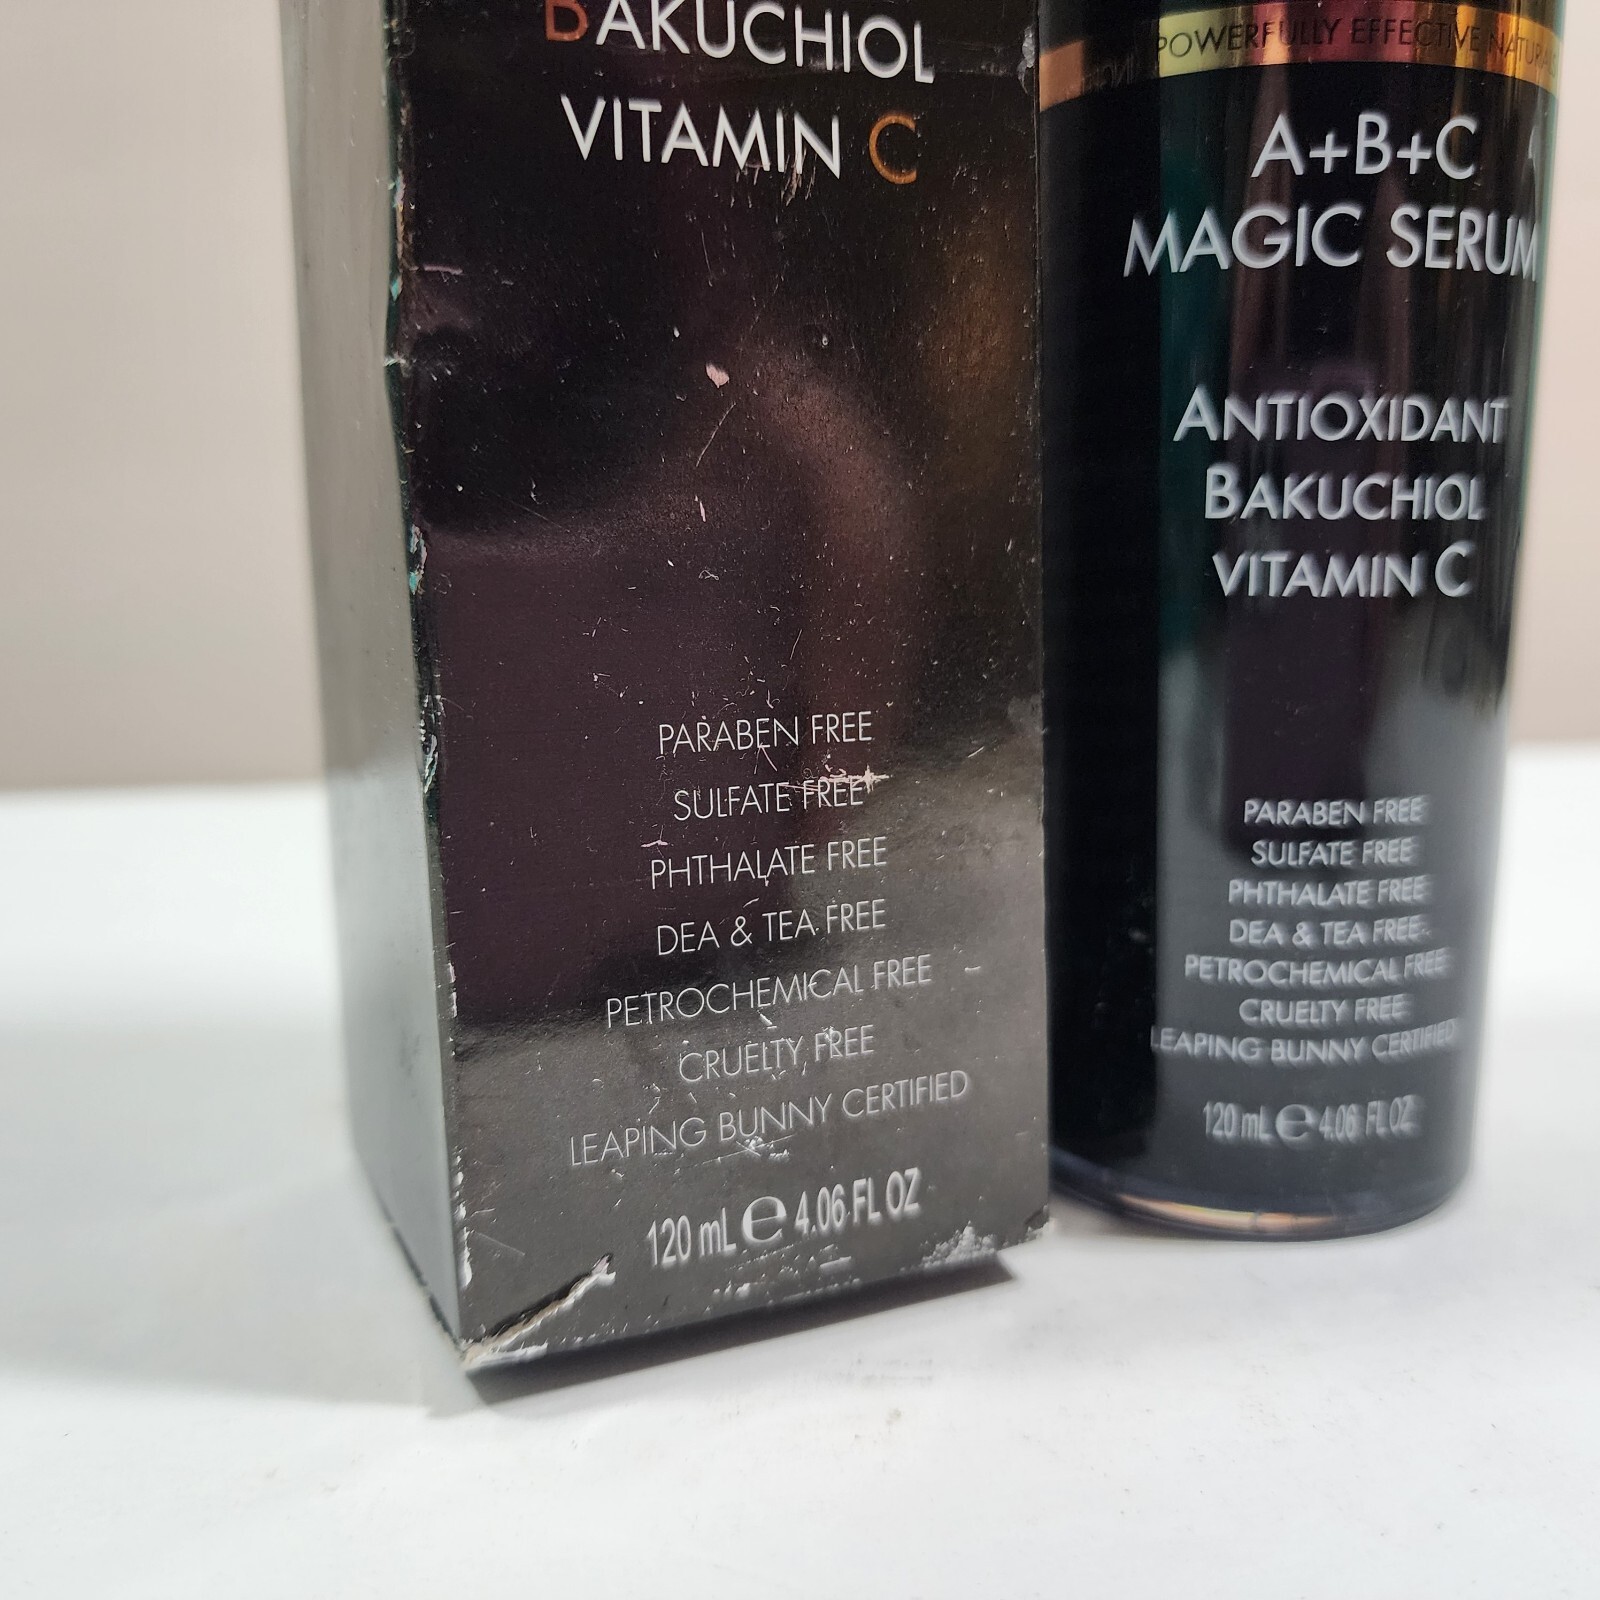 BAKUCHIOL
VITAMIN C
PARABEN FREE
SULFATE FREE
PHTHALATE FREE
DEA & TEA FREE
PETROCHEMICAL FREE
CRUELTY FREE
LEAPING BUNNY CERTIFIED
120 mL ℮ 4.06 FL OZ
POWERFULLY EFFECTIVE NATURAL
A+B+C
MAGIC SERUM
ANTIOXIDANT
BAKUCHIOL
VITAMIN C
PARABEN FREE
SULFATE FREE
PHTHALATE FREE
DEA & TEA FREE
PETROCHEMICAL FREE
CRUELTY FREE
LEAPING BUNNY CERTIFIED
120 mL ℮ 4.06 FL OZ